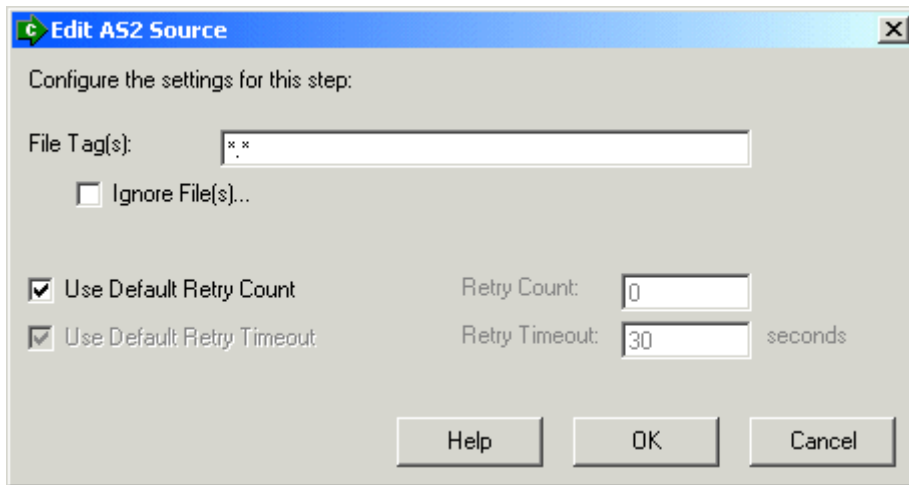 C Edit AS2 Source
Configure the settings for this step:
File Tag(s): *.*
Ignore File(s)...
Use Default Retry Count Retry Count: 0
Use Default Retry Timeout Retry Timeout: 30 seconds
Help OK Cancel